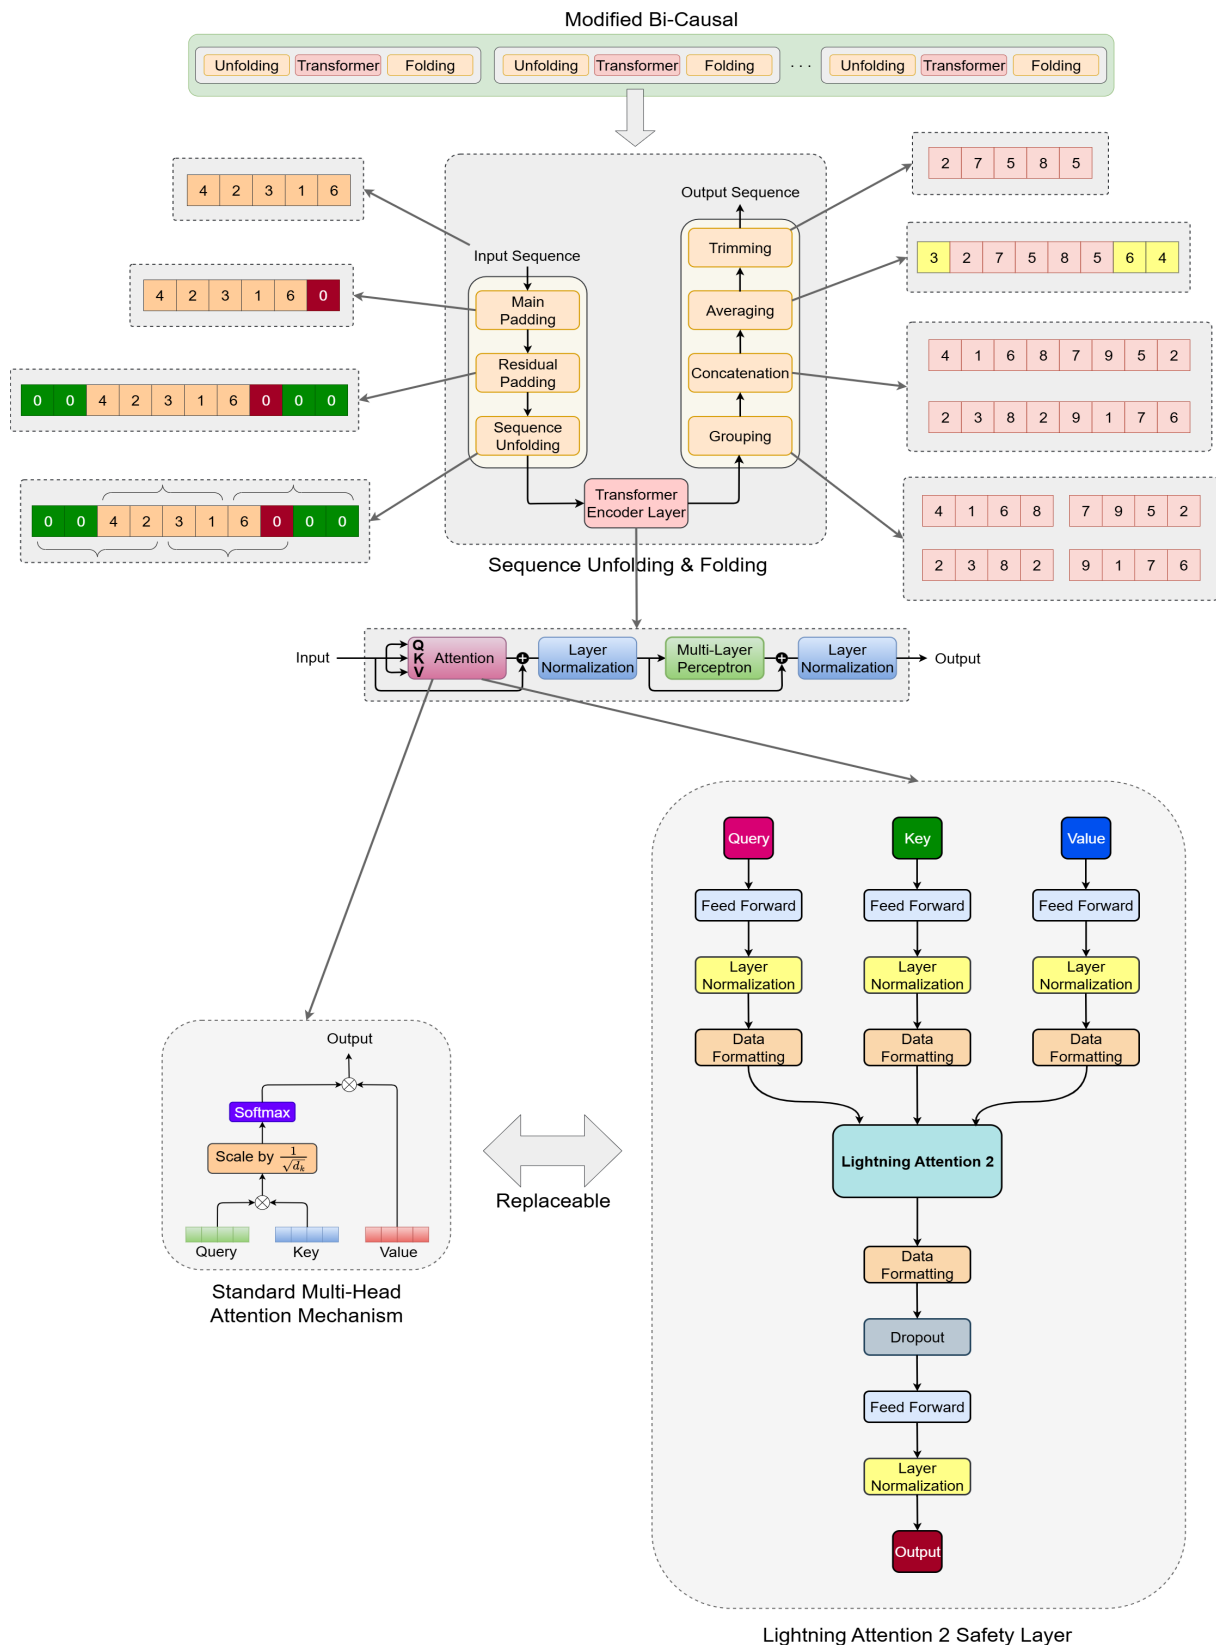 Modified Bi-Causal
Unfolding Transformer Folding Unfolding Transformer Folding . . . Unfolding Transformer Folding
4 2 3 1 6
Input Sequence
4 2 3 1 6 0
Main
Padding
0 0 4 2 3 1 6 0 0 0
Residual
Padding
Sequence
Unfolding
0 0 4 2 3 1 6 0 0 0
Transformer
Encoder Layer
Output Sequence
Trimming
2 7 5 8 5
Averaging
3 2 7 5 8 5 6 4
Concatenation
4 1 6 8 7 9 5 2
2 3 8 2 9 1 7 6
Grouping
4 1 6 8 7 9 5 2
2 3 8 2 9 1 7 6
Sequence Unfolding & Folding
Input
Q
K
V
Attention
Layer
Normalization
Multi-Layer
Perceptron
Layer
Normalization
Output
Output
Softmax
Scale by 1/√d_k
Query Key Value
Standard Multi-Head
Attention Mechanism
Replaceable
Query Key Value
Feed Forward Feed Forward Feed Forward
Layer
Normalization
Layer
Normalization
Layer
Normalization
Data
Formatting
Data
Formatting
Data
Formatting
Lightning Attention 2
Data
Formatting
Dropout
Feed Forward
Layer
Normalization
Output
Lightning Attention 2 Safety Layer